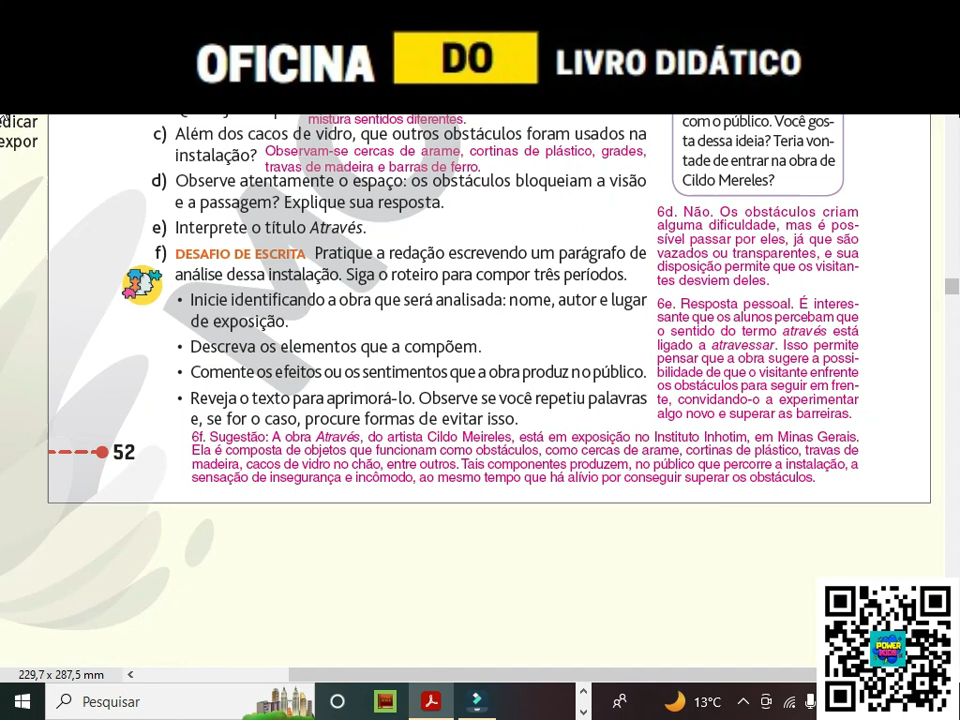 OFICINA DO LIVRO DIDÁTICO
edicar
expor
mistura sentidos diferentes.
c) Além dos cacos de vidro, que outros obstáculos foram usados na
instalação? Observam-se cercas de arame, cortinas de plástico, grades,
travas de madeira e barras de ferro.
d) Observe atentamente o espaço: os obstáculos bloqueiam a visão
e a passagem? Explique sua resposta.
e) Interprete o título Através.
f) DESAFIO DE ESCRITA Pratique a redação escrevendo um parágrafo de
análise dessa instalação. Siga o roteiro para compor três períodos.
• Inicie identificando a obra que será analisada: nome, autor e lugar
de exposição.
• Descreva os elementos que a compõem.
• Comente os efeitos ou os sentimentos que a obra produz no público.
• Reveja o texto para aprimorá-lo. Observe se você repetiu palavras
e, se for o caso, procure formas de evitar isso.
com o público. Você gos-
ta dessa ideia? Teria von-
tade de entrar na obra de
Cildo Mereles?
6d. Não. Os obstáculos criam
alguma dificuldade, mas é pos-
sível passar por eles, já que são
vazados ou transparentes, e sua
disposição permite que os visitan-
tes desviem deles.
6e. Resposta pessoal. É interes-
sante que os alunos percebam que
o sentido do termo através está
ligado a atravessar. Isso permite
pensar que a obra sugere a possi-
bilidade de que o visitante enfrente
os obstáculos para seguir em fren-
te, convidando-o a experimentar
algo novo e superar as barreiras.
6f. Sugestão: A obra Através, do artista Cildo Meireles, está em exposição no Instituto Inhotim, em Minas Gerais.
Ela é composta de objetos que funcionam como obstáculos, como cercas de arame, cortinas de plástico, travas de
madeira, cacos de vidro no chão, entre outros. Tais componentes produzem, no público que percorre a instalação, a
sensação de insegurança e incômodo, ao mesmo tempo que há alívio por conseguir superar os obstáculos.
52
229,7 x 287,5 mm
Pesquisar
13°C